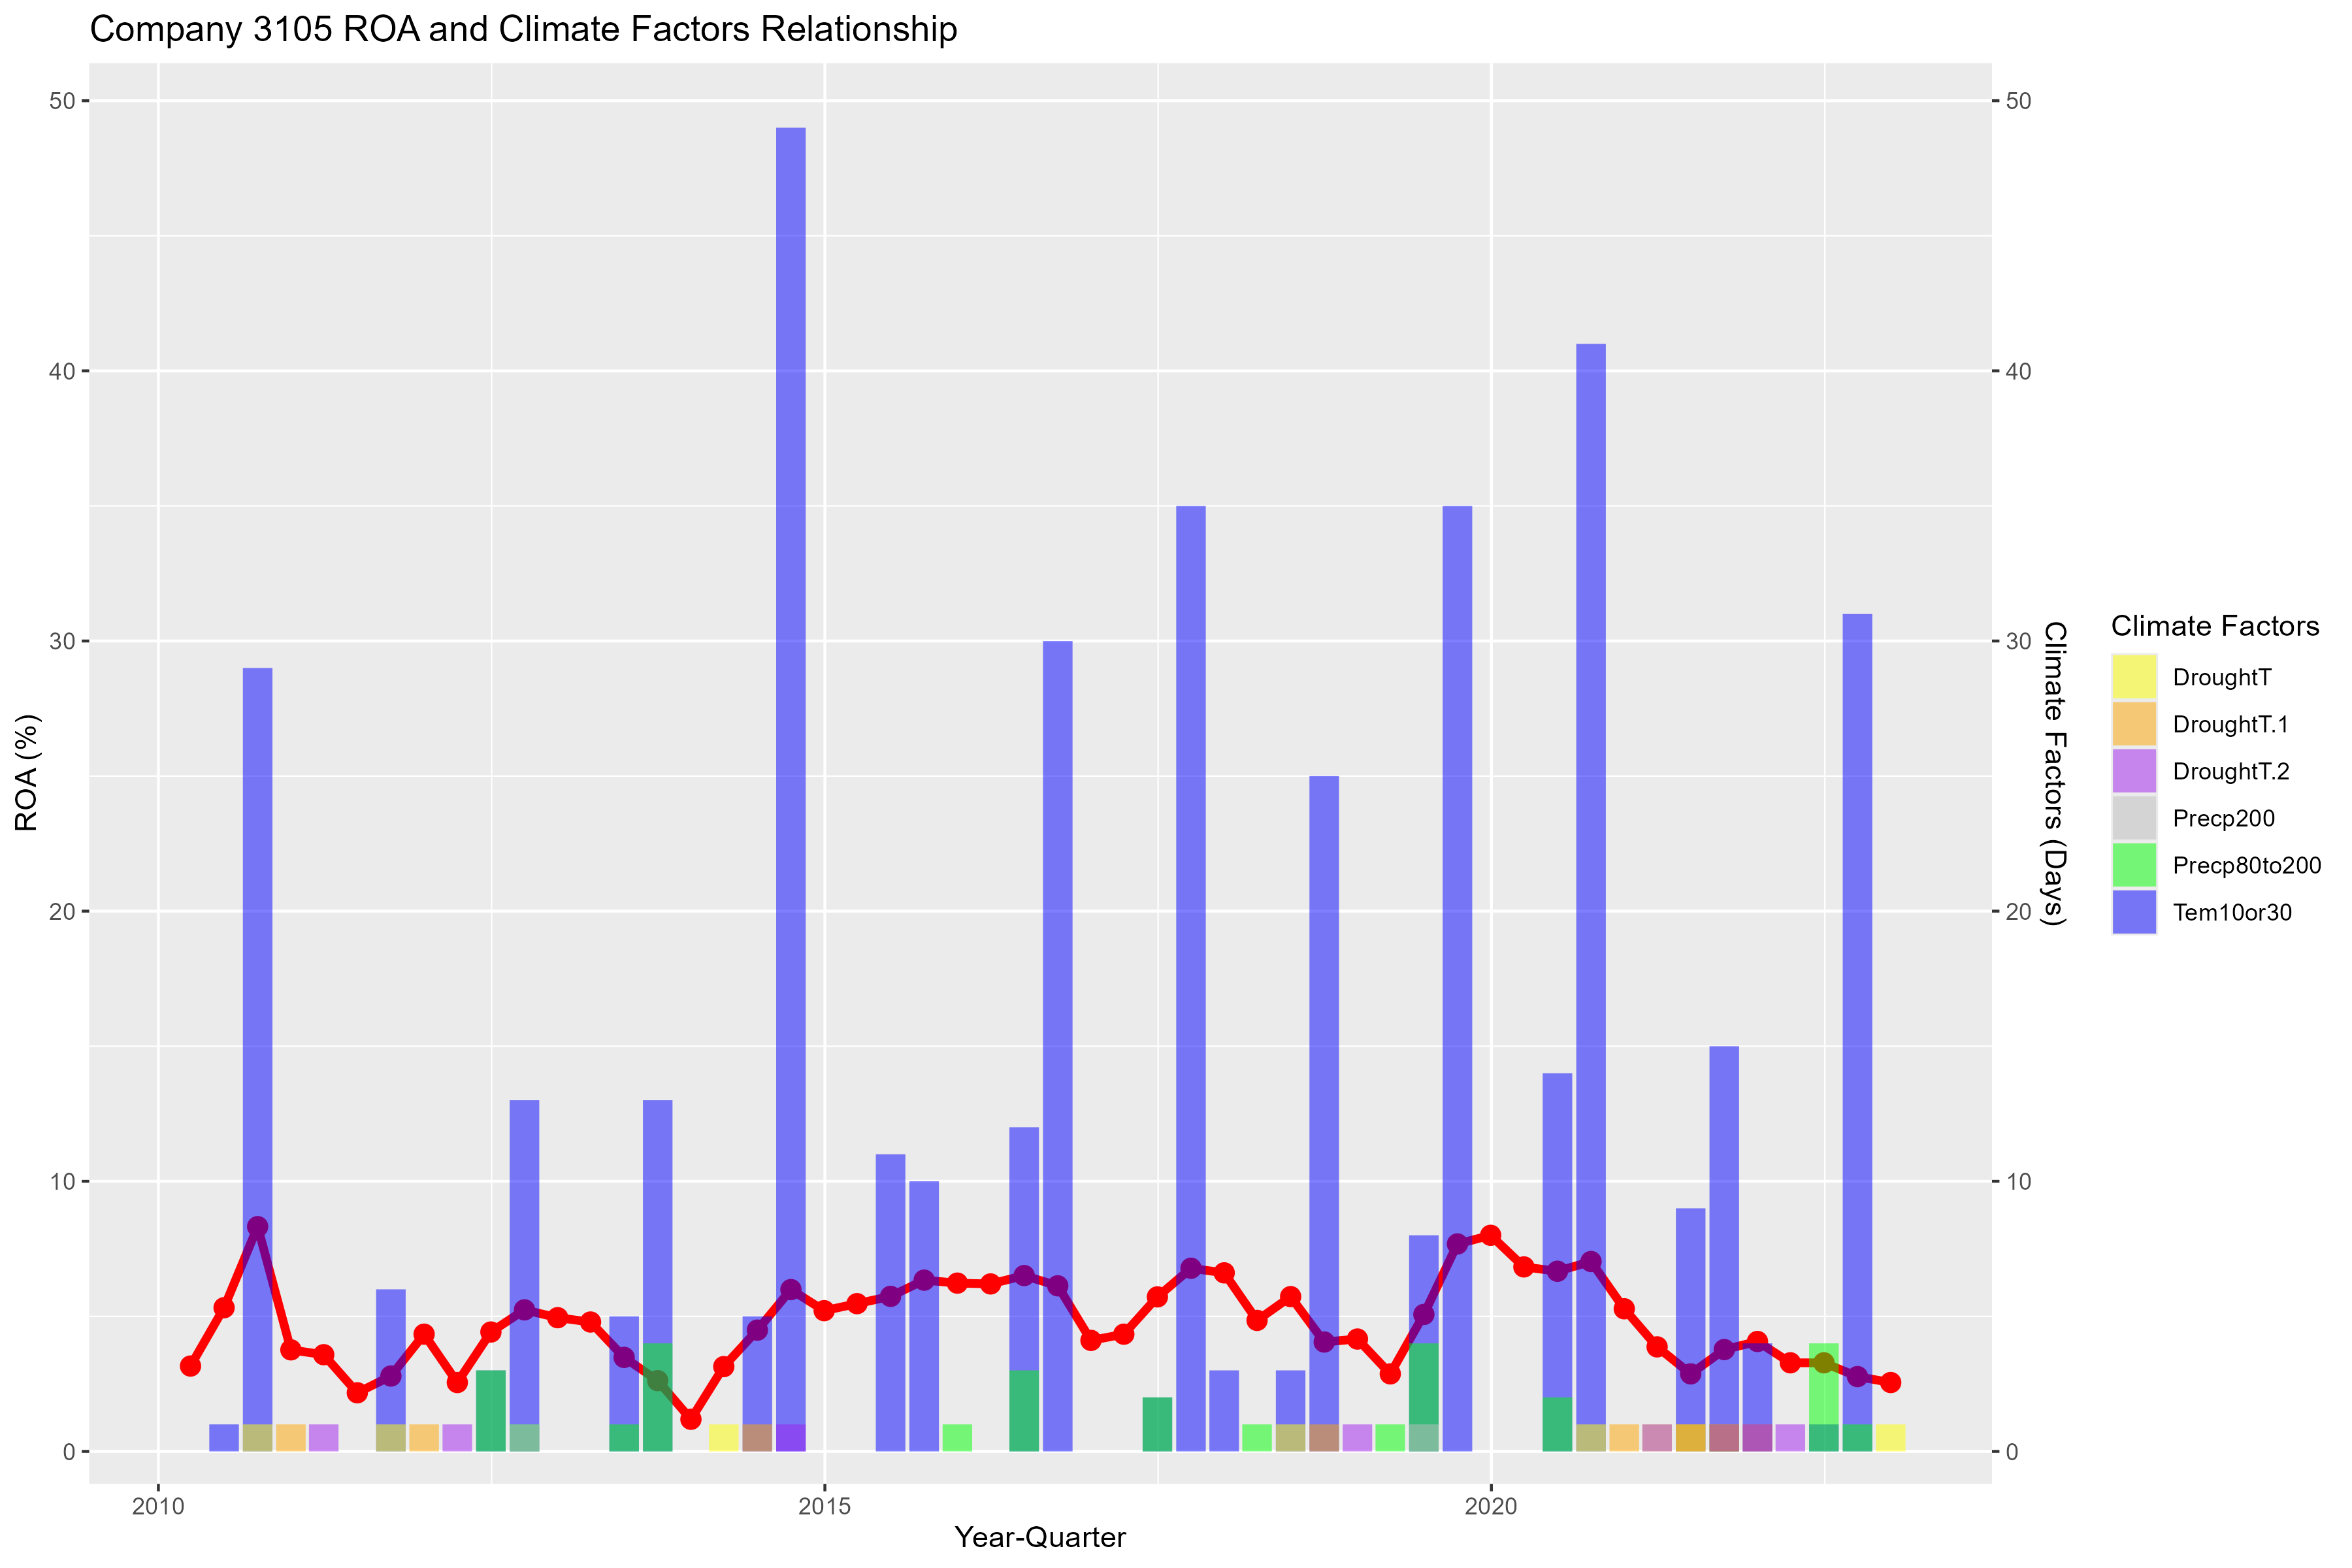 Company 3105 ROA and Climate Factors Relationship
50
40
30
20
10
0
ROA (%)
2010
2015
2020
Year-Quarter
50
40
30
20
10
0
Climate Factors (Days)
Climate Factors
DroughtT
DroughtT.1
DroughtT.2
Precp200
Precp80to200
Tem10or30